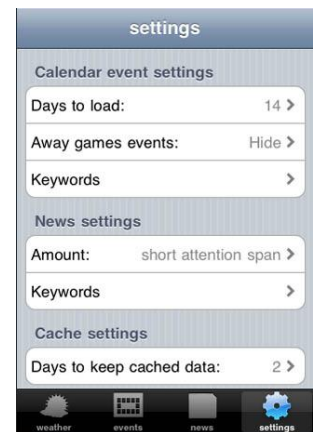 settings
Calendar event settings
Days to load: 14 >
Away games events: Hide >
Keywords >
News settings
Amount: short attention span >
Keywords >
Cache settings
Days to keep cached data: 2 >
weather events news settings